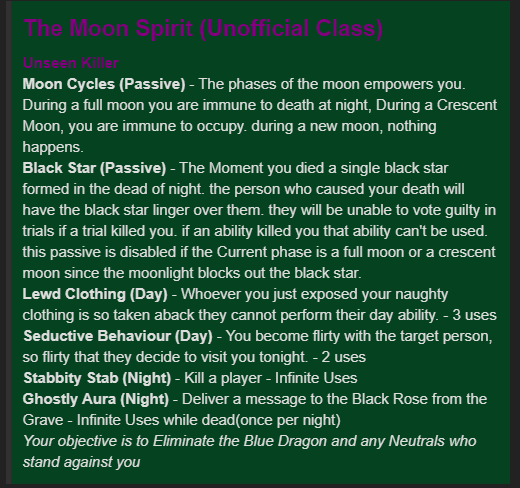 The Moon Spirit (Unofficial Class)
Unseen Killer
Moon Cycles (Passive) - The phases of the moon empowers you.
During a full moon you are immune to death at night, During a Crescent
Moon, you are immune to occupy. during a new moon, nothing
happens.
Black Star (Passive) - The Moment you died a single black star
formed in the dead of night. the person who caused your death will
have the black star linger over them. they will be unable to vote guilty in
trials if a trial killed you. if an ability killed you that ability can't be used.
this passive is disabled if the Current phase is a full moon or a crescent
moon since the moonlight blocks out the black star.
Lewd Clothing (Day) - Whoever you just exposed your naughty
clothing is so taken aback they cannot perform their day ability. - 3 uses
Seductive Behaviour (Day) - You become flirty with the target person,
so flirty that they decide to visit you tonight. - 2 uses
Stabbity Stab (Night) - Kill a player - Infinite Uses
Ghostly Aura (Night) - Deliver a message to the Black Rose from the
Grave - Infinite Uses while dead(once per night)
Your objective is to Eliminate the Blue Dragon and any Neutrals who
stand against you